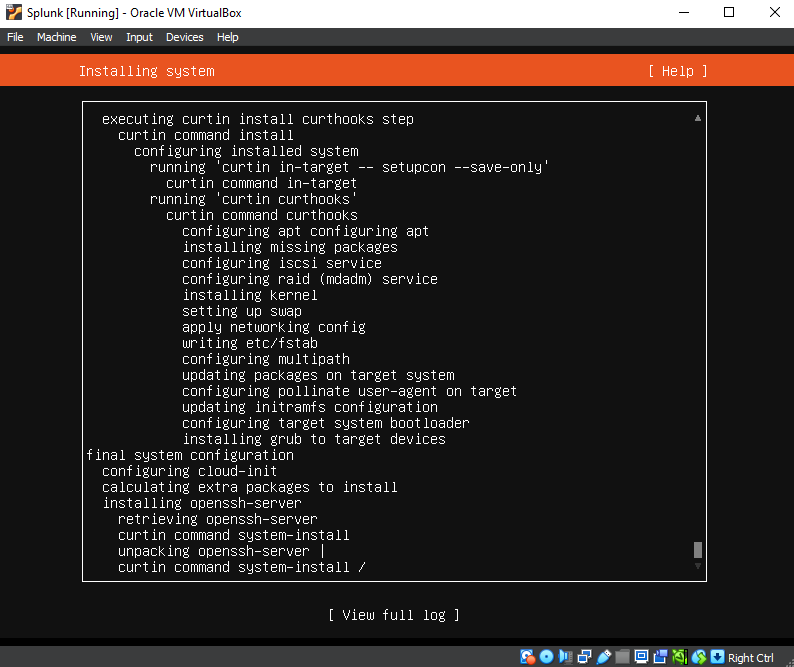 Splunk [Running] - Oracle VM VirtualBox
File Machine View Input Devices Help
Installing system [ Help ]
executing curtin install curthooks step
curtin command install
configuring installed system
running 'curtin in-target -- setupcon --save-only'
curtin command in-target
running 'curtin curthooks'
curtin command curthooks
configuring apt configuring apt
installing missing packages
configuring iscsi service
configuring raid (mdadm) service
installing kernel
setting up swap
apply networking config
writing etc/fstab
configuring multipath
updating packages on target system
configuring pollinate user-agent on target
updating initramfs configuration
configuring target system bootloader
installing grub to target devices
final system configuration
configuring cloud-init
calculating extra packages to install
installing openssh-server
retrieving openssh-server
curtin command system-install
unpacking openssh-server |
curtin command system-install /
[ View full log ]
Right Ctrl